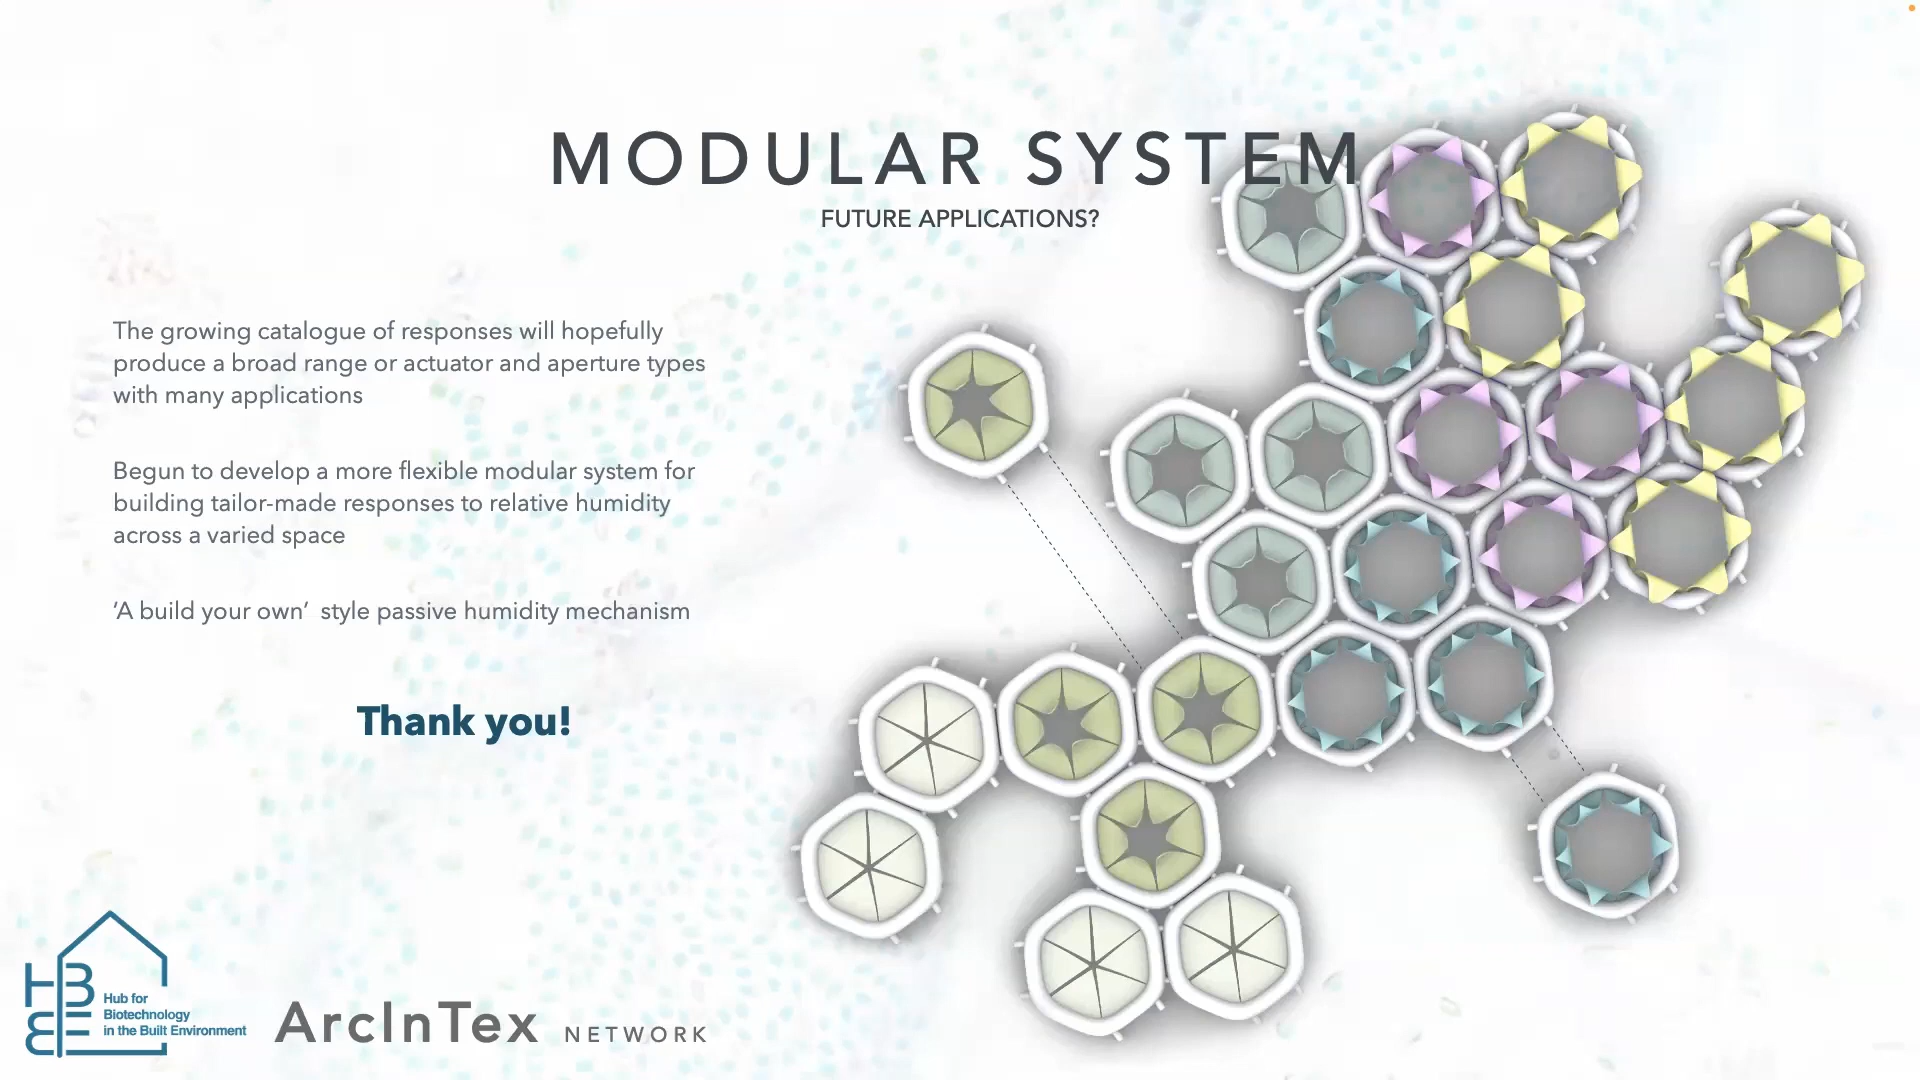 MODULAR SYSTEM
FUTURE APPLICATIONS?
The growing catalogue of responses will hopefully
produce a broad range or actuator and aperture types
with many applications
Begun to develop a more flexible modular system for
building tailor-made responses to relative humidity
across a varied space
‘A build your own’  style passive humidity mechanism
Thank you!
HBBE
Hub for
Biotechnology
in the Built Environment
ArcInTex NETWORK